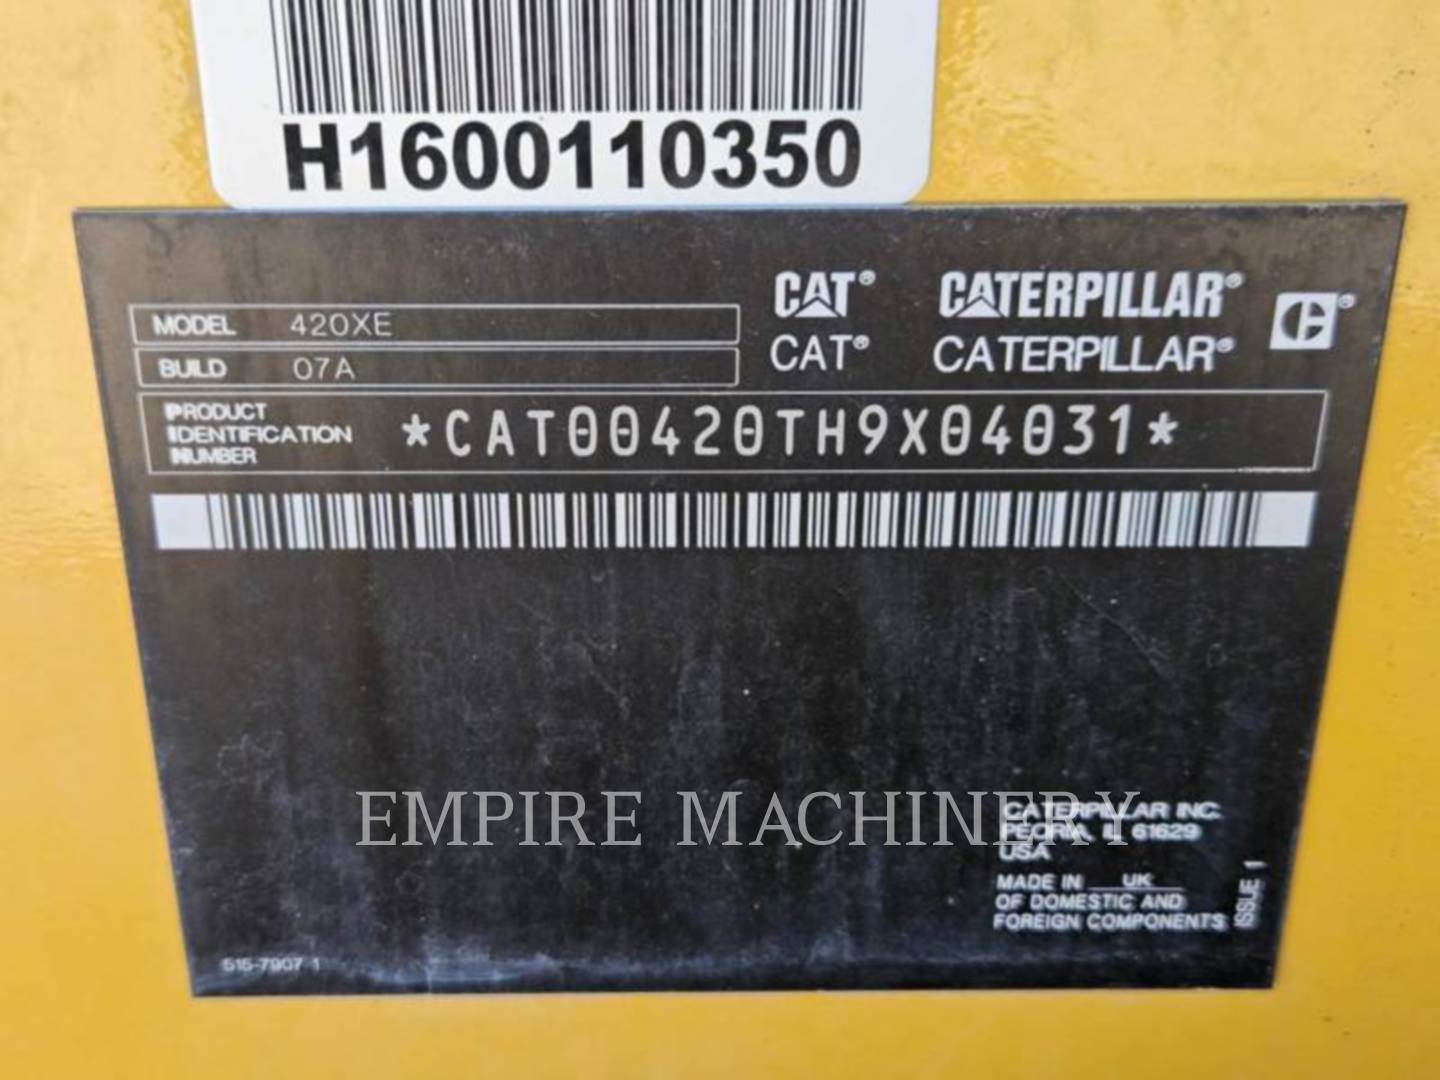 H1600110350
CAT® CATERPILLAR®
CAT® CATERPILLAR®
MODEL 420XE
BUILD 07A
PRODUCT
IDENTIFICATION
NUMBER
*CAT00420TH9X04031*
EMPIRE MACHINERY
CATERPILLAR INC.
PEORIA, IL 61629
USA
MADE IN UK
OF DOMESTIC AND
FOREIGN COMPONENTS
ISSUE 1
515-7907 1